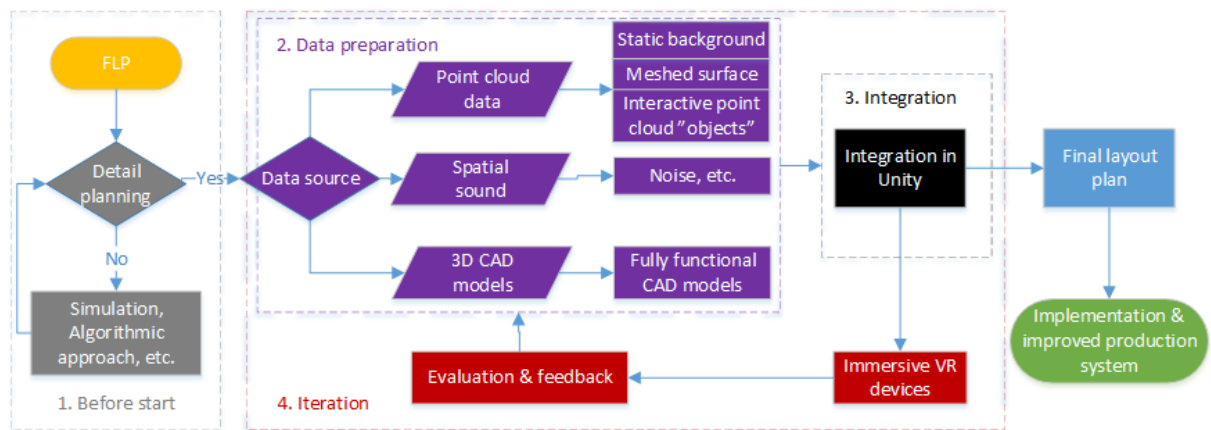 FLP
Detail
planning
Yes
No
Simulation,
Algorithmic
approach, etc.
1. Before start
2. Data preparation
Data source
Point cloud
data
Static background
Meshed surface
Interactive point
cloud ”objects”
Spatial
sound
Noise, etc.
3D CAD
models
Fully functional
CAD models
3. Integration
Integration in
Unity
Final layout
plan
Implementation &
improved production
system
Immersive VR
devices
Evaluation & feedback
4. Iteration